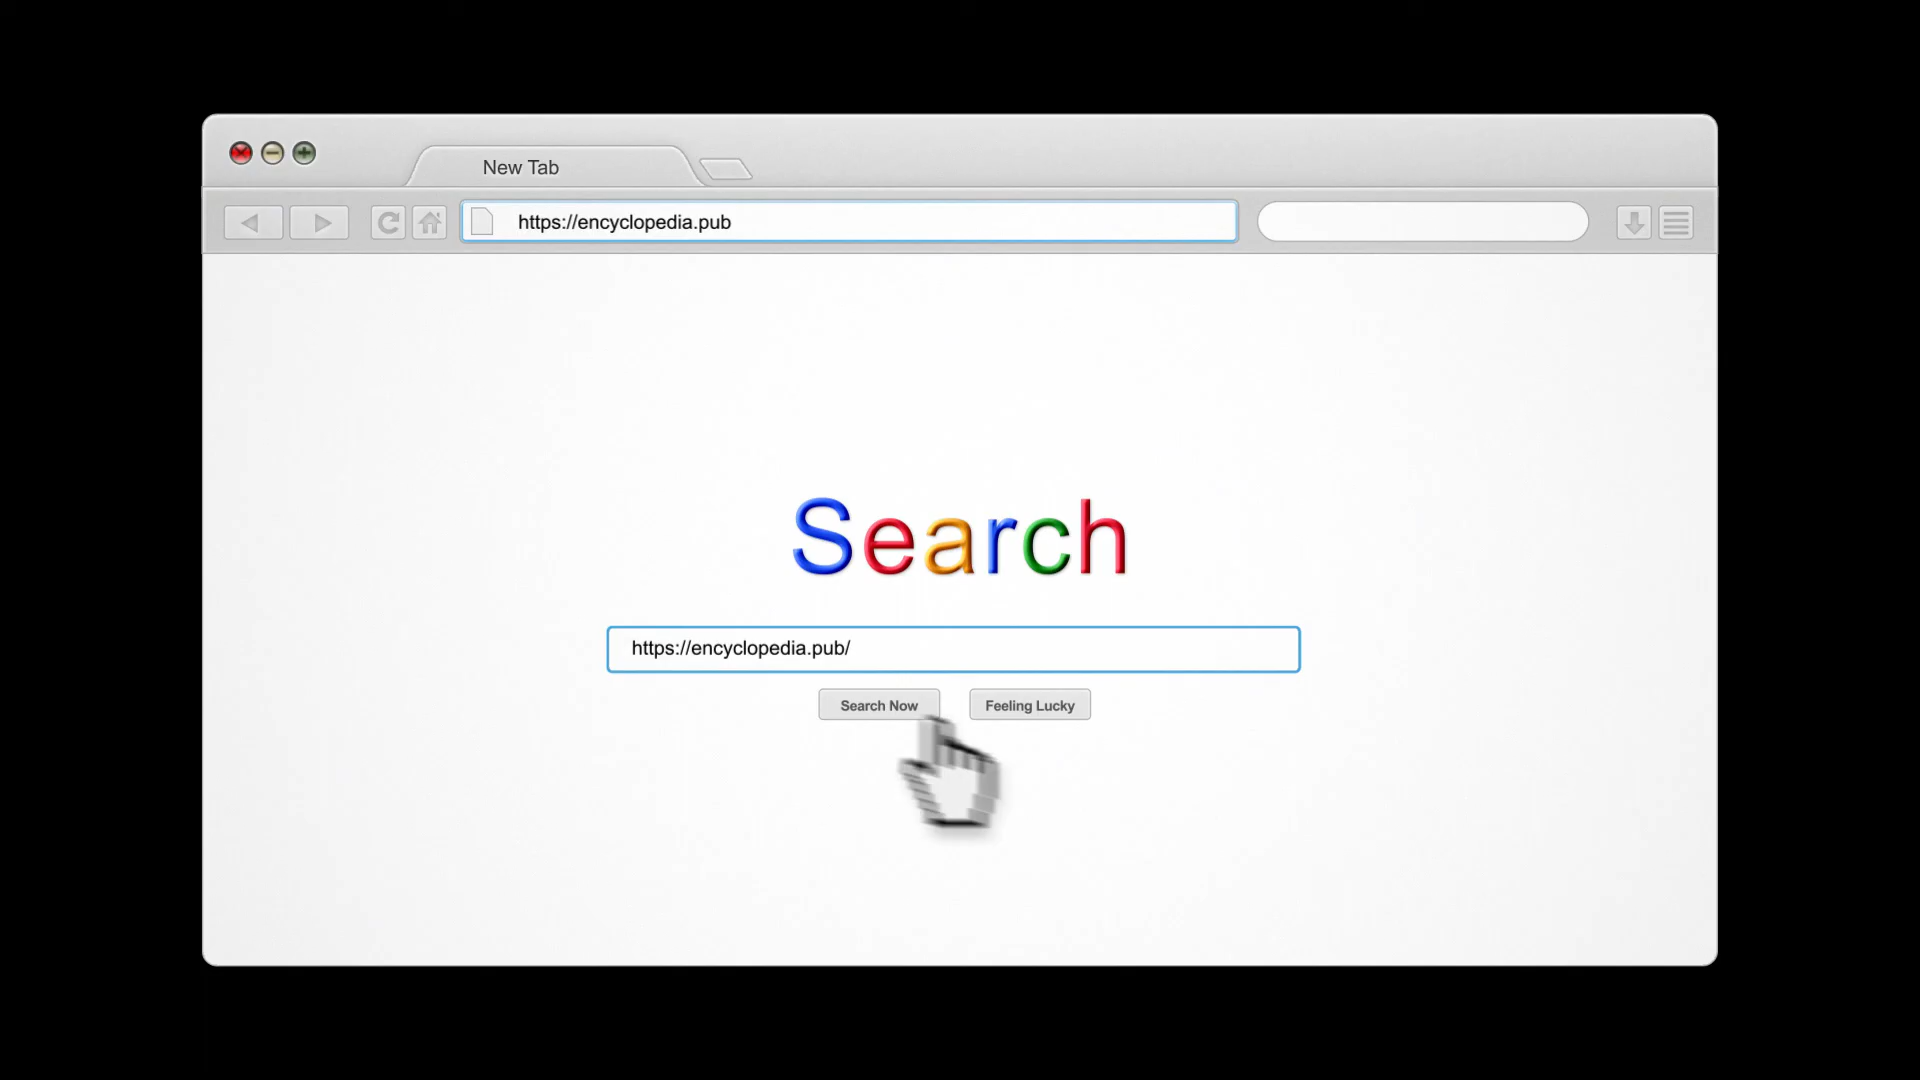 New Tab
https://encyclopedia.pub
Search
https://encyclopedia.pub/
Search Now
Feeling Lucky